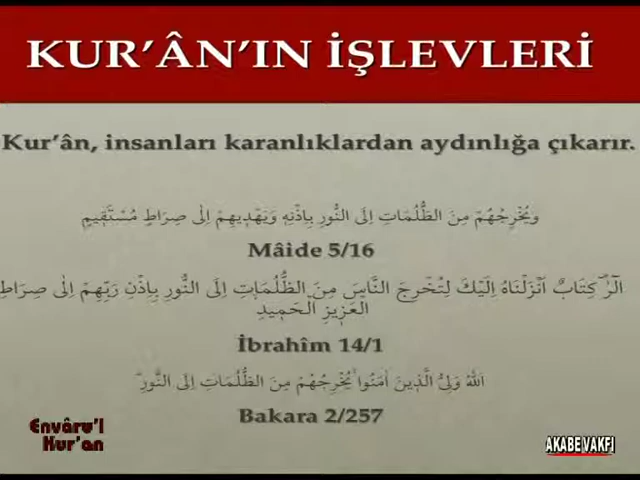 KUR’ÂN’IN İŞLEVLERİ
Kur’ân, insanları karanlıklardan aydınlığa çıkarır.
وَيُخْرِجُهُمْ مِنَ الظُّلُمَاتِ اِلَى النُّورِ بِاِذْنِهِ وَيَهْدِيهِمْ اِلٰى صِرَاطٍ مُسْتَقِيمٍ
Mâide 5/16
الٓرٰ كِتَابٌ اَنْزَلْنَاهُ اِلَيْكَ لِتُخْرِجَ النَّاسَ مِنَ الظُّلُمَاتِ اِلَى النُّورِ بِاِذْنِ رَبِّهِمْ اِلٰى صِرَاطِ
الْعَزِيزِ الْحَمِيدِ
İbrahîm 14/1
اَللّٰهُ وَلِيُّ الَّذِينَ اٰمَنُوا يُخْرِجُهُمْ مِنَ الظُّلُمَاتِ اِلَى النُّورِ
Bakara 2/257
Envâru’l
Kur’an
AKABE VAKFI